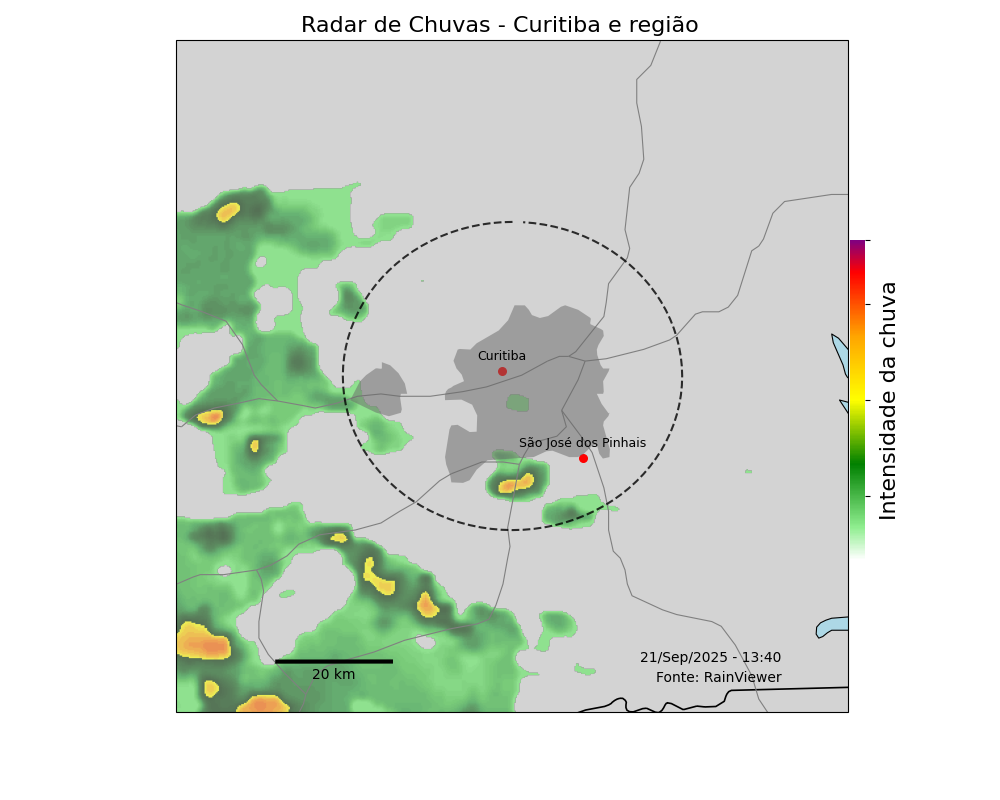 Radar de Chuvas - Curitiba e região
Curitiba
São José dos Pinhais
Intensidade da chuva
21/Sep/2025 - 13:40
Fonte: RainViewer
20 km